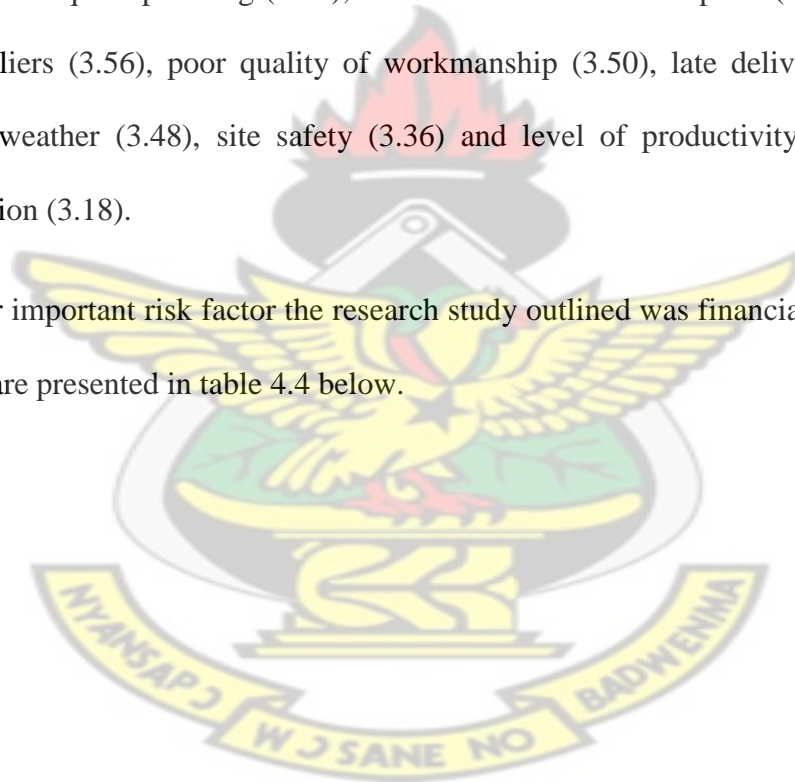 liers (3.56), poor quality of workmanship (3.50), late deliv
weather (3.48), site safety (3.36) and level of productivity
ion (3.18).
r important risk factor the research study outlined was financia
are presented in table 4.4 below.
NYANSAPƆ WƆSANE NO BADWENMA